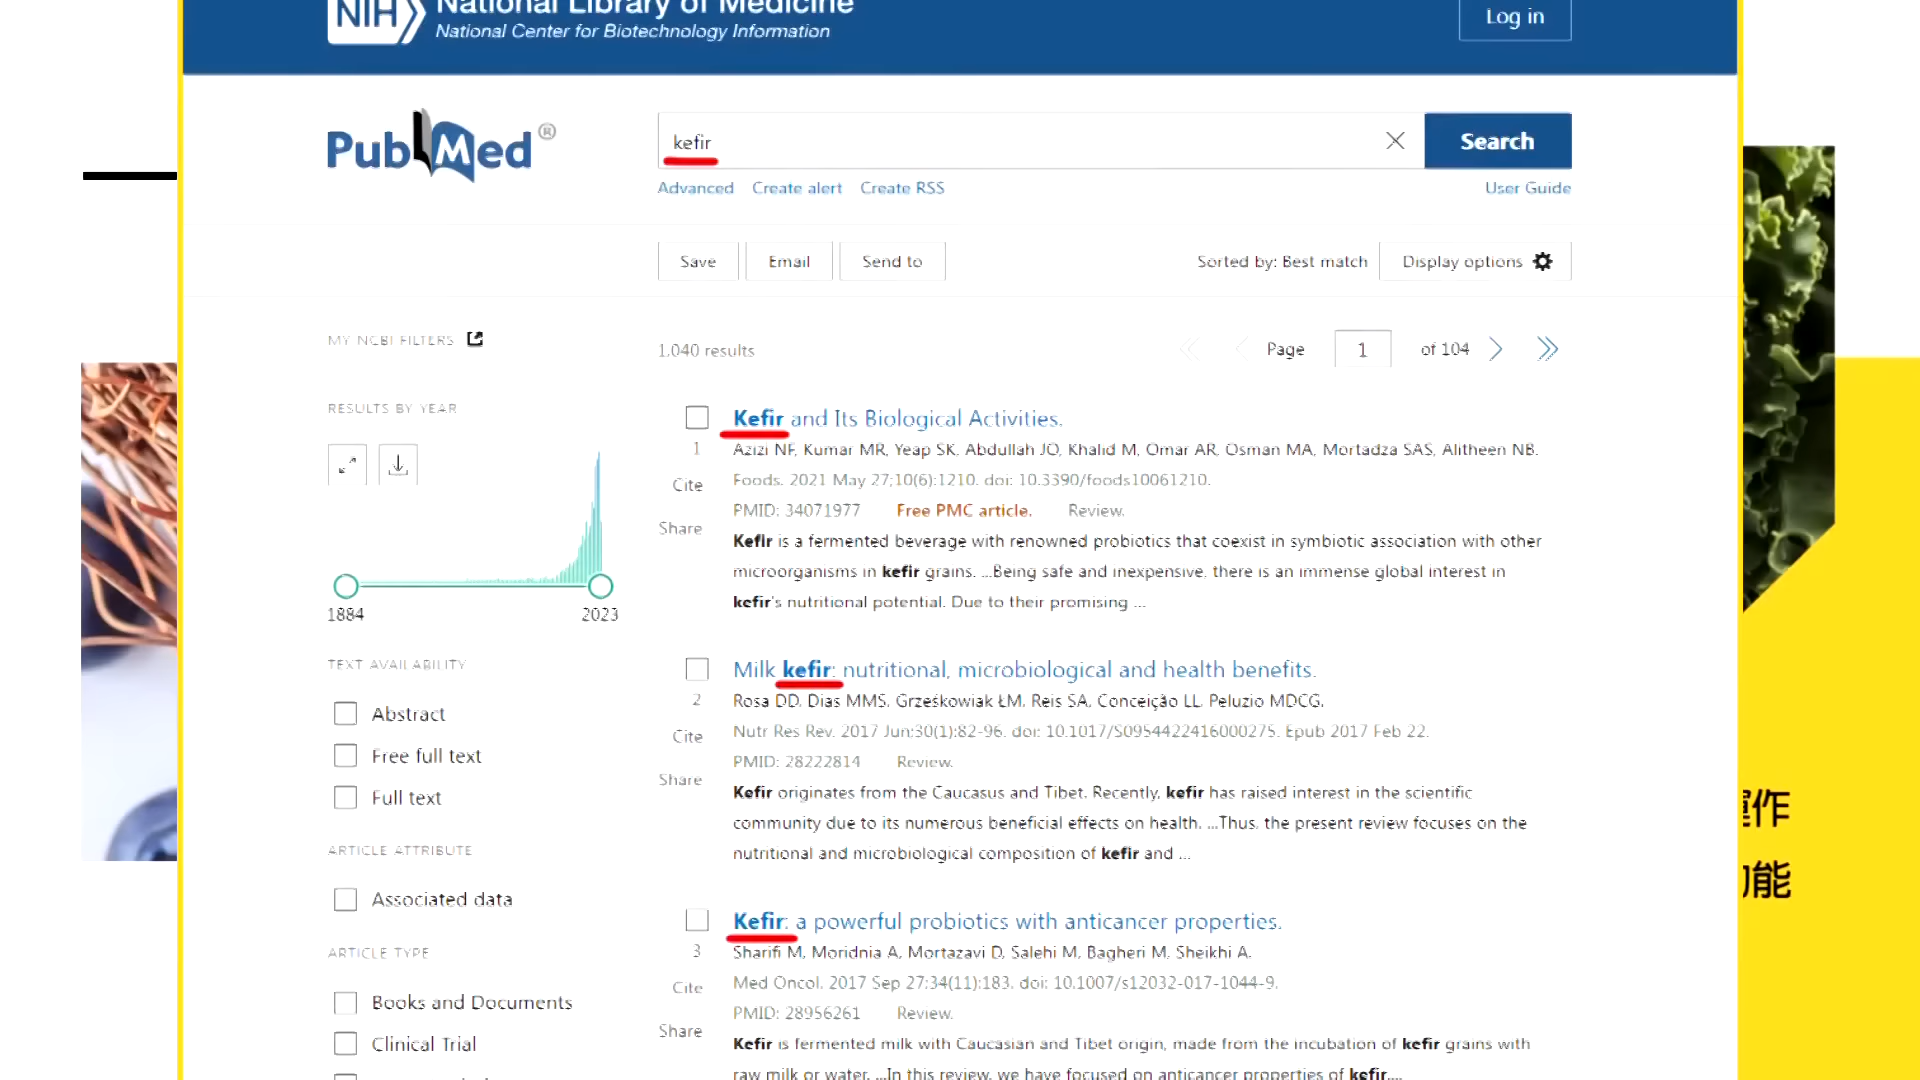 NIH National Library of Medicine
National Center for Biotechnology Information
Log in
PubMed®
kefir
Search
Advanced Create alert Create RSS
User Guide
Save Email Send to
Sorted by: Best match
Display options
MY NCBI FILTERS
1,040 results
Page 1 of 104
RESULTS BY YEAR
1884 2023
TEXT AVAILABILITY
Abstract
Free full text
Full text
ARTICLE ATTRIBUTE
Associated data
ARTICLE TYPE
Books and Documents
Clinical Trial
Kefir and Its Biological Activities.
1
Azizi NF, Kumar MR, Yeap SK, Abdullah JO, Khalid M, Omar AR, Osman MA, Mortadza SAS, Alitheen NB.
Cite
Foods. 2021 May 27;10(6):1210. doi: 10.3390/foods10061210.
PMID: 34071977 Free PMC article. Review.
Share
Kefir is a fermented beverage with renowned probiotics that coexist in symbiotic association with other
microorganisms in kefir grains. ...Being safe and inexpensive, there is an immense global interest in
kefir's nutritional potential. Due to their promising ...
Milk kefir: nutritional, microbiological and health benefits.
2
Rosa DD, Dias MMS, Grześkowiak ŁM, Reis SA, Conceição LL, Peluzio MDCG.
Cite
Nutr Res Rev. 2017 Jun;30(1):82-96. doi: 10.1017/S0954422416000275. Epub 2017 Feb 22.
PMID: 28222814 Review.
Share
Kefir originates from the Caucasus and Tibet. Recently, kefir has raised interest in the scientific
community due to its numerous beneficial effects on health. ...Thus, the present review focuses on the
nutritional and microbiological composition of kefir and ...
Kefir: a powerful probiotics with anticancer properties.
3
Sharifi M, Moridnia A, Mortazavi D, Salehi M, Bagheri M, Sheikhi A.
Cite
Med Oncol. 2017 Sep 27;34(11):183. doi: 10.1007/s12032-017-1044-9.
PMID: 28956261 Review.
Share
Kefir is fermented milk with Caucasian and Tibet origin, made from the incubation of kefir grains with
raw milk or water. ...In this review, we have focused on anticancer properties of kefir....
作
能